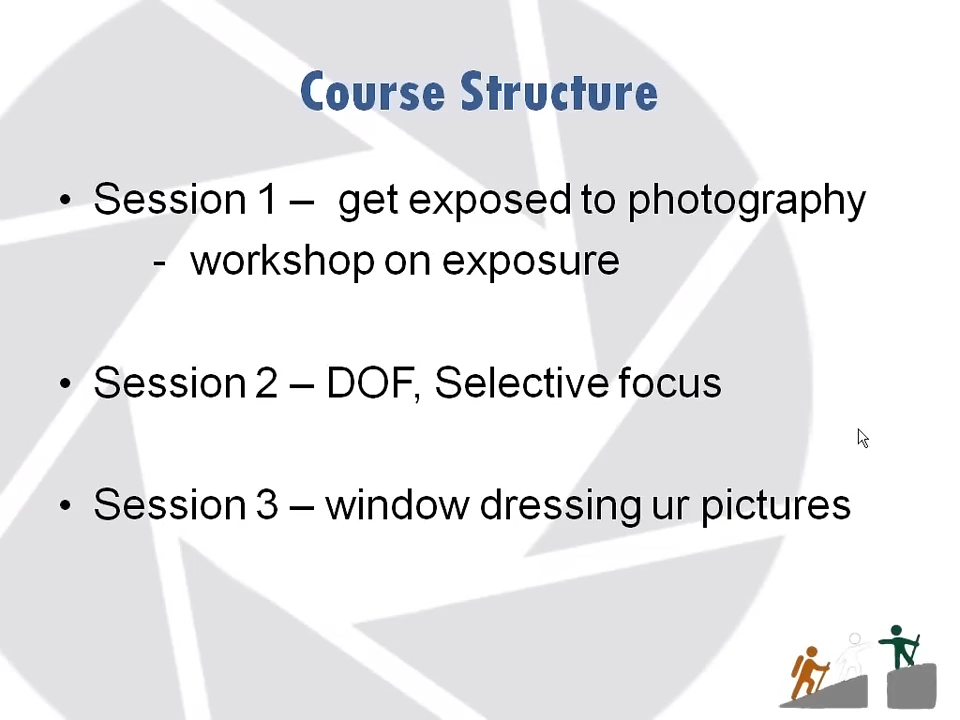 Course Structure
• Session 1 – get exposed to photography
- workshop on exposure
• Session 2 – DOF, Selective focus
• Session 3 – window dressing ur pictures